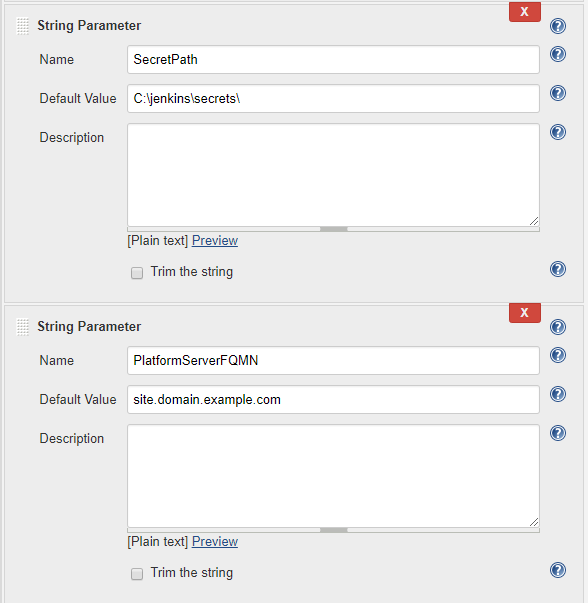 X
String Parameter ?
Name SecretPath ?
Default Value C:\jenkins\secrets\ ?
Description ?
[Plain text] Preview
Trim the string ?
X
String Parameter ?
Name PlatformServerFQMN ?
Default Value site.domain.example.com ?
Description ?
[Plain text] Preview
Trim the string ?